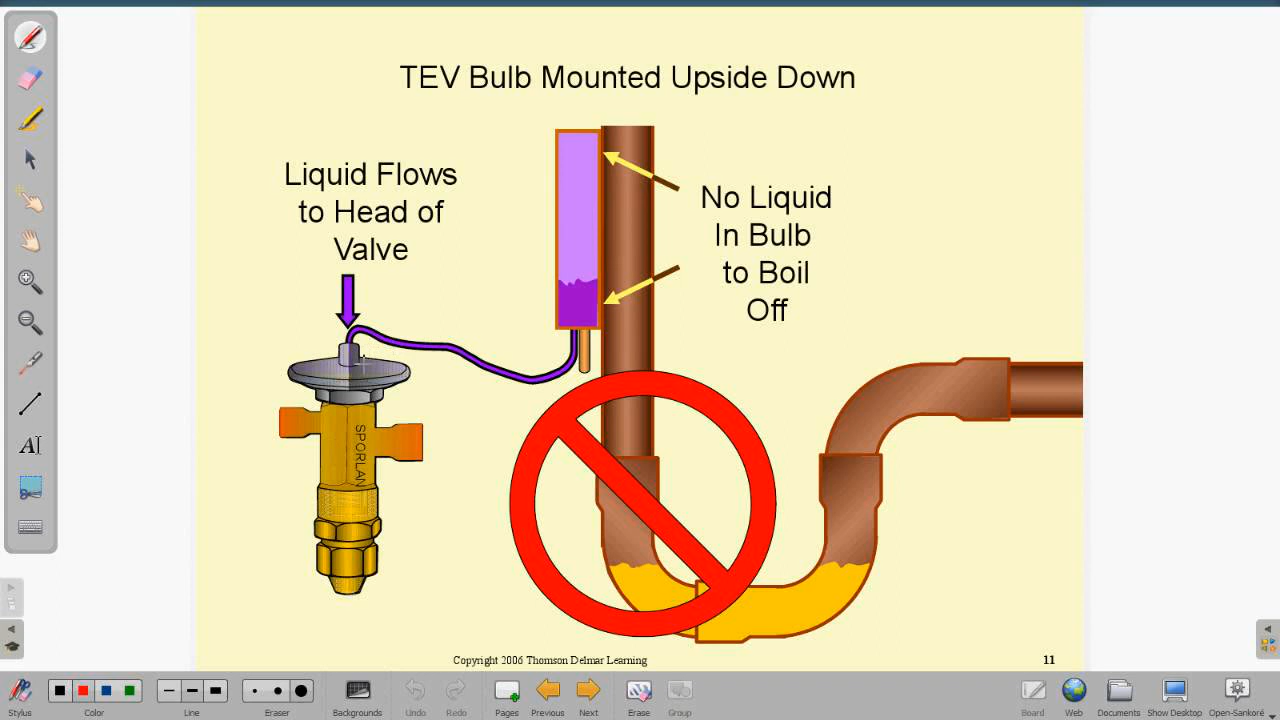 TEV Bulb Mounted Upside Down
Liquid Flows
to Head of
Valve
No Liquid
In Bulb
to Boil
Off
SPORLAN
Copyright 2006 Thomson Delmar Learning
11
Stylus
Color
Line
Eraser
Backgrounds
Undo
Redo
Pages
Previous
Next
Erase
Group
Board
Web
Documents
Show Desktop
Open-Sankoré